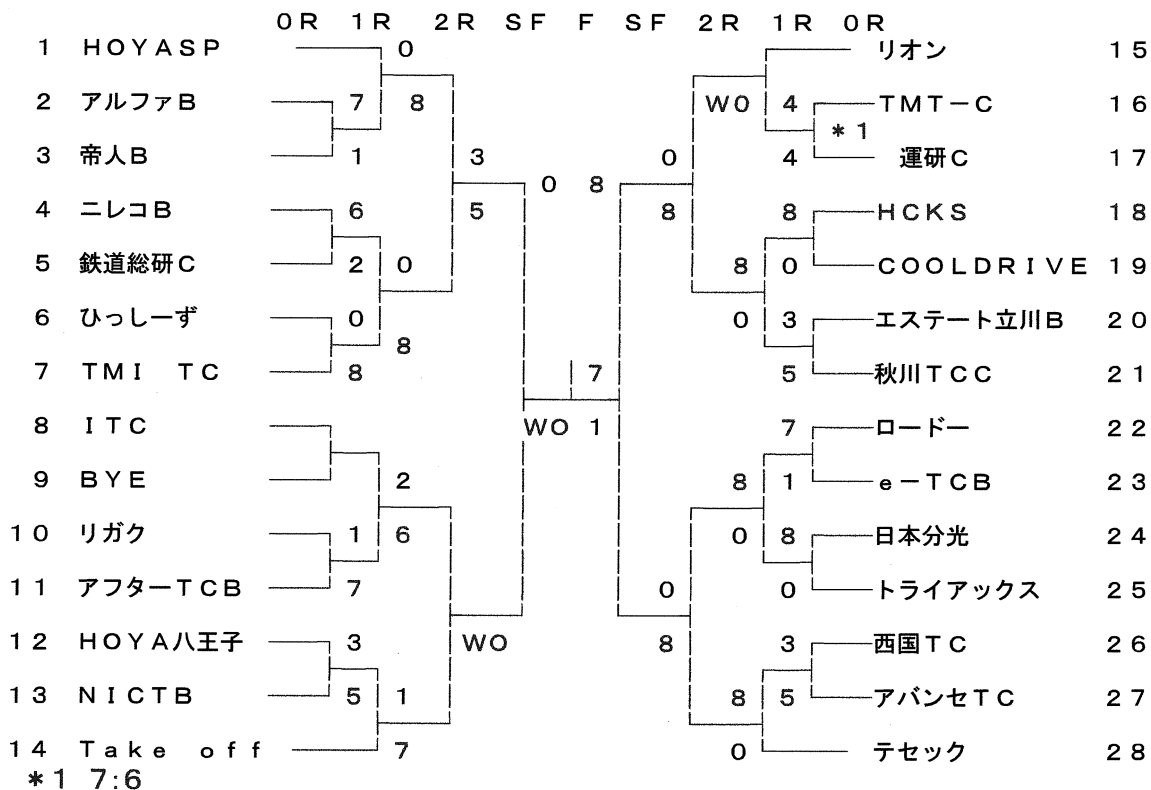 0R 1R 2R SF F SF 2R 1R 0R
1 HOYASP 0 リオン 15
2 アルファB 7 8 WO 4 TMT-C 16
*1
3 帝人B 1 3 0 4 運研C 17
0 8
4 ニレコB 6 5 8 8 HCKS 18
5 鉄道総研C 2 0 8 0 COOLDRIVE 19
6 ひっしーず 0 0 3 エステート立川B 20
8
7 TMI TC 8 7 5 秋川TCC 21
8 ITC WO 1 7 ロードー 22
9 BYE 2 8 1 e-TCB 23
10 リガク 1 6 0 8 日本分光 24
11 アフターTCB 7 0 0 トライアックス 25
12 HOYA八王子 3 WO 8 3 西国TC 26
13 NICTB 5 1 8 5 アバンセTC 27
14 Take off 7 0 テセック 28
*1 7:6